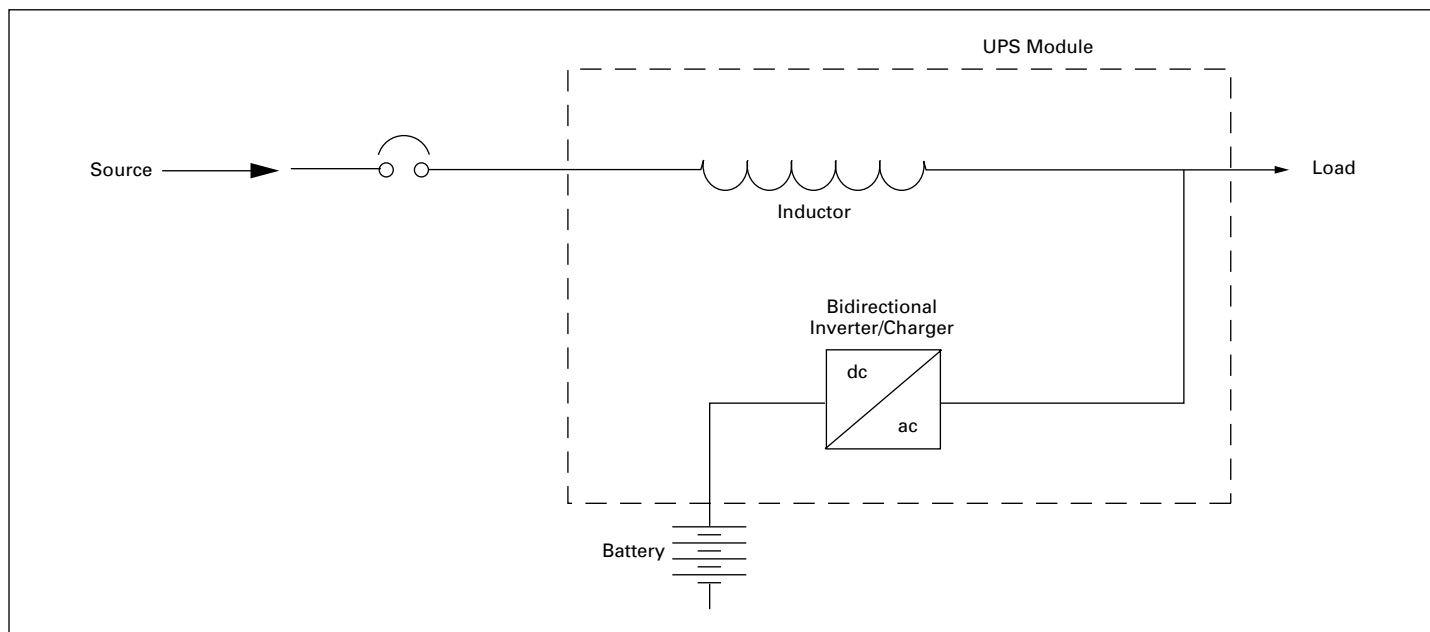 UPS Module
Source
Load
Inductor
Bidirectional
Inverter/Charger
dc
ac
Battery